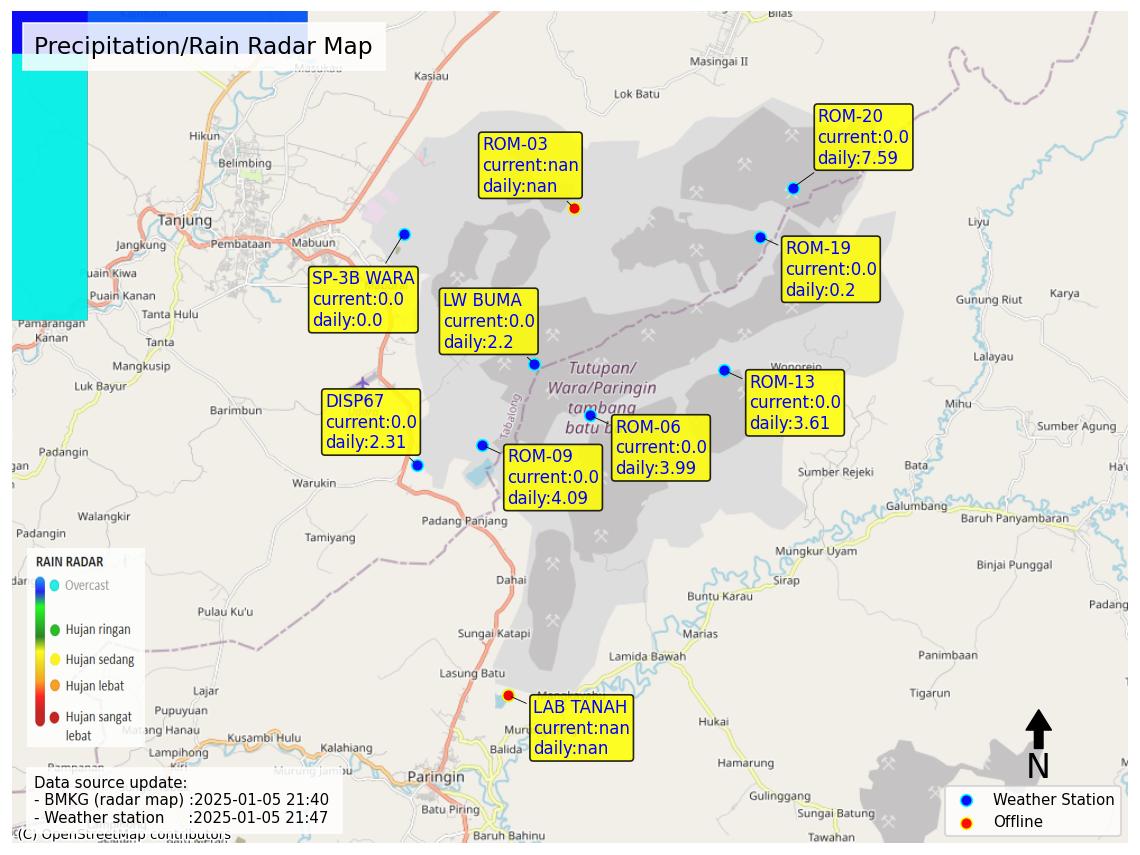 Precipitation/Rain Radar Map
Bilas
Masingai II
Masukau
Kasiau
Lok Batu
ROM-20
current:0.0
daily:7.59
Hikun
ROM-03
current:nan
daily:nan
Belimbing
Tanjung
Liyu
Jangkung
Pembataan
Mabuun
ROM-19
current:0.0
daily:0.2
Puain Kiwa
SP-3B WARA
current:0.0
daily:0.0
Puain Kanan
LW BUMA
current:0.0
daily:2.2
Gunung Riut
Karya
Tanta Hulu
Pamarangan
Kanan
Tanta
Lalayau
Mangkusip
Tutupan/
Wara/Paringin
tambang
batu b
Wonorejo
Luk Bayur
ROM-13
current:0.0
daily:3.61
DISP67
current:0.0
daily:2.31
Barimbun
Tabalong
Mihu
ROM-06
current:0.0
daily:3.99
Sumber Agung
Padangin
ROM-09
current:0.0
daily:4.09
Bata
Sumber Rejeki
Warukin
Galumbang
Walangkir
Padang Panjang
Baruh Panyambaran
Padangin
Tamiyang
Mungkur Uyam
Binjai Punggal
RAIN RADAR
Overcast
Hujan ringan
Hujan sedang
Hujan lebat
Hujan sangat
lebat
Dahai
Sirap
Buntu Karau
Padang
Pulau Ku'u
Sungai Katapi
Marias
Lamida Bawah
Panimbaan
Lasung Batu
Lajar
Tigarun
LAB TANAH
current:nan
daily:nan
Pupuyuan
Hukai
Matang Hanau
Kusambi Hulu
Kalahiang
Balida
Lampihong
Hamarung
Murung Jambu
Paringin
N
Data source update:
- BMKG (radar map) :2025-01-05 21:40
- Weather station :2025-01-05 21:47
Gulinggang
Weather Station
Offline
Batu Piring
Sungai Batung
(C) OpenStreetMap contributors
Baruh Bahinu
Tawahan